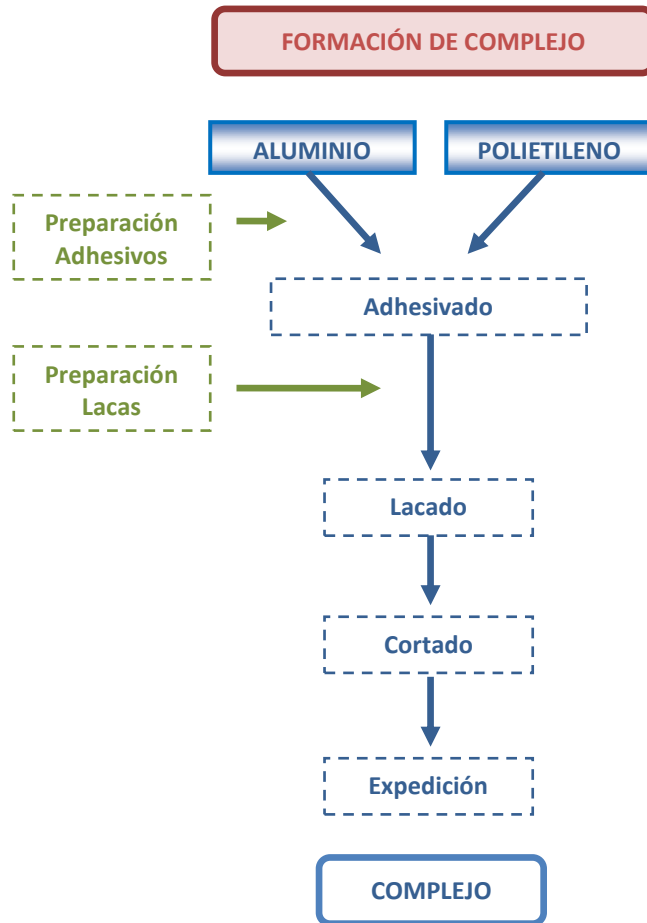 FORMACIÓN DE COMPLEJO
ALUMINIO
POLIETILENO
Preparación
Adhesivos
Adhesivado
Preparación
Lacas
Lacado
Cortado
Expedición
COMPLEJO